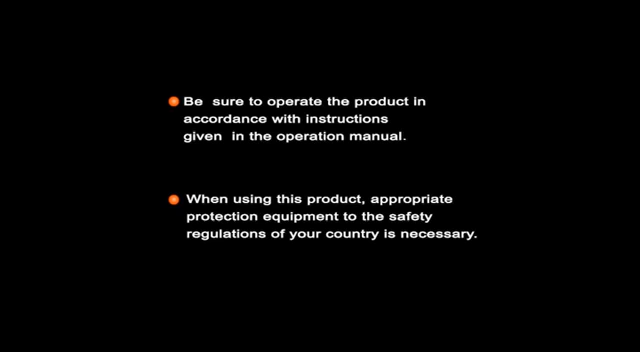 Be sure to operate the product in
accordance with instructions
given in the operation manual.
When using this product, appropriate
protection equipment to the safety
regulations of your country is necessary.